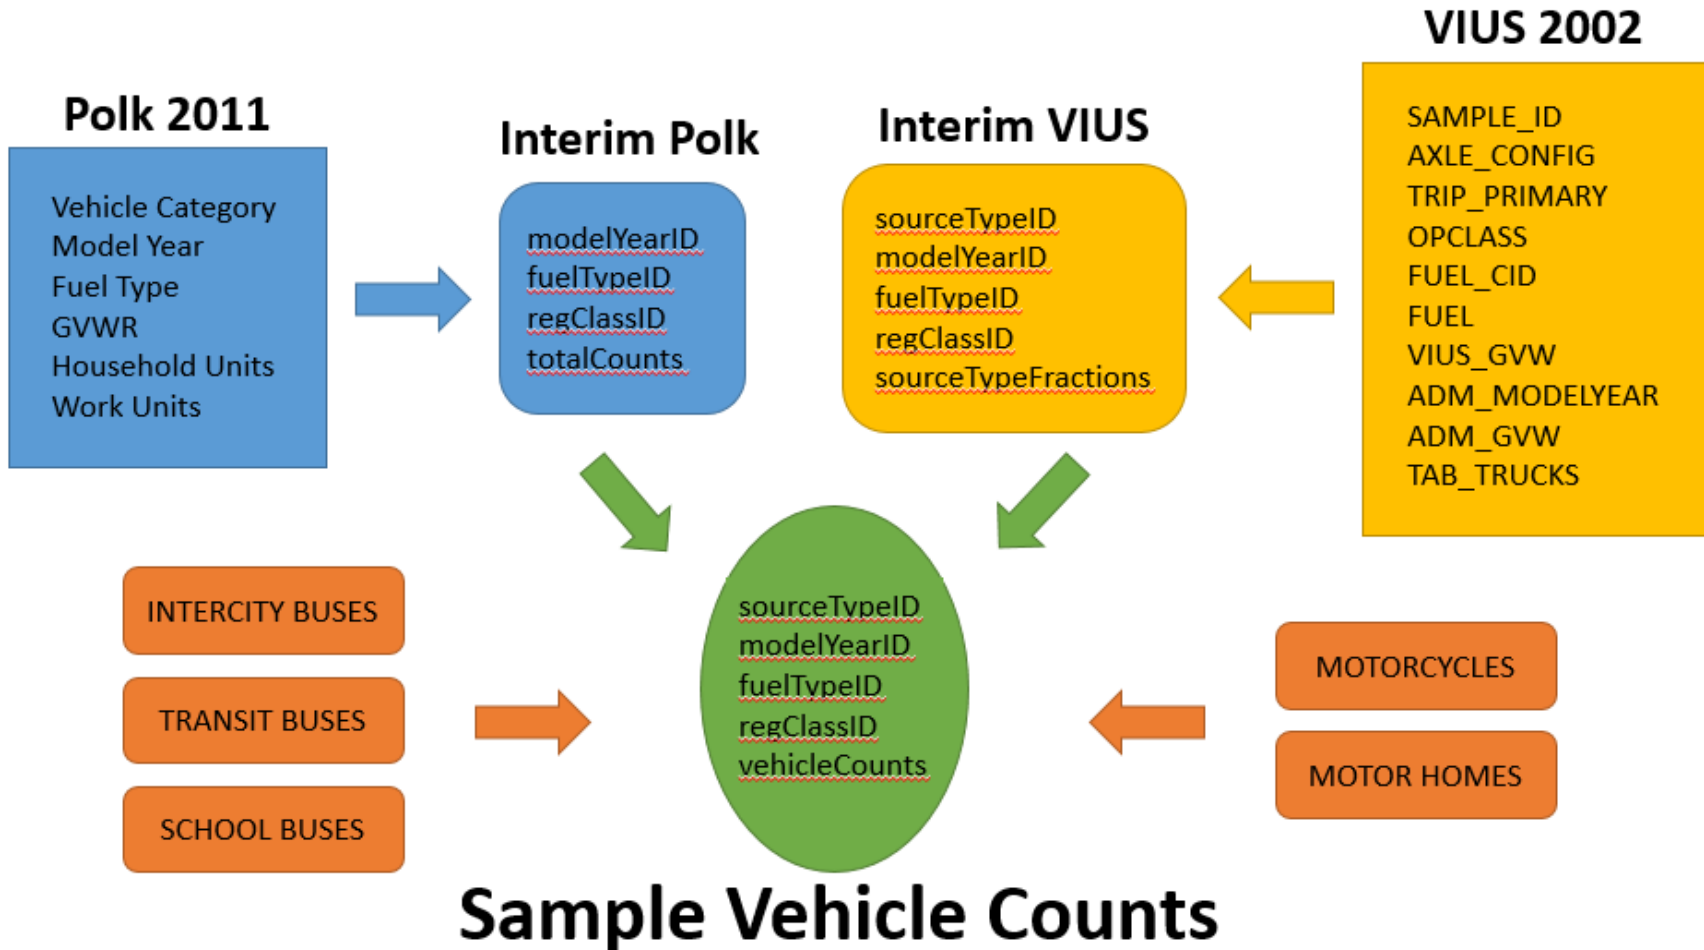 VIUS 2002
Polk 2011
Interim Polk
Interim VIUS
Vehicle Category
Model Year
Fuel Type
GVWR
Household Units
Work Units
modelYearID
fuelTypeID
regClassID
totalCounts
sourceTypeID
modelYearID
fuelTypeID
regClassID
sourceTypeFractions
SAMPLE_ID
AXLE_CONFIG
TRIP_PRIMARY
OPCLASS
FUEL_CID
FUEL
VIUS_GVW
ADM_MODELYEAR
ADM_GVW
TAB_TRUCKS
INTERCITY BUSES
TRANSIT BUSES
SCHOOL BUSES
sourceTypeID
modelYearID
fuelTypeID
regClassID
vehicleCounts
MOTORCYCLES
MOTOR HOMES
Sample Vehicle Counts